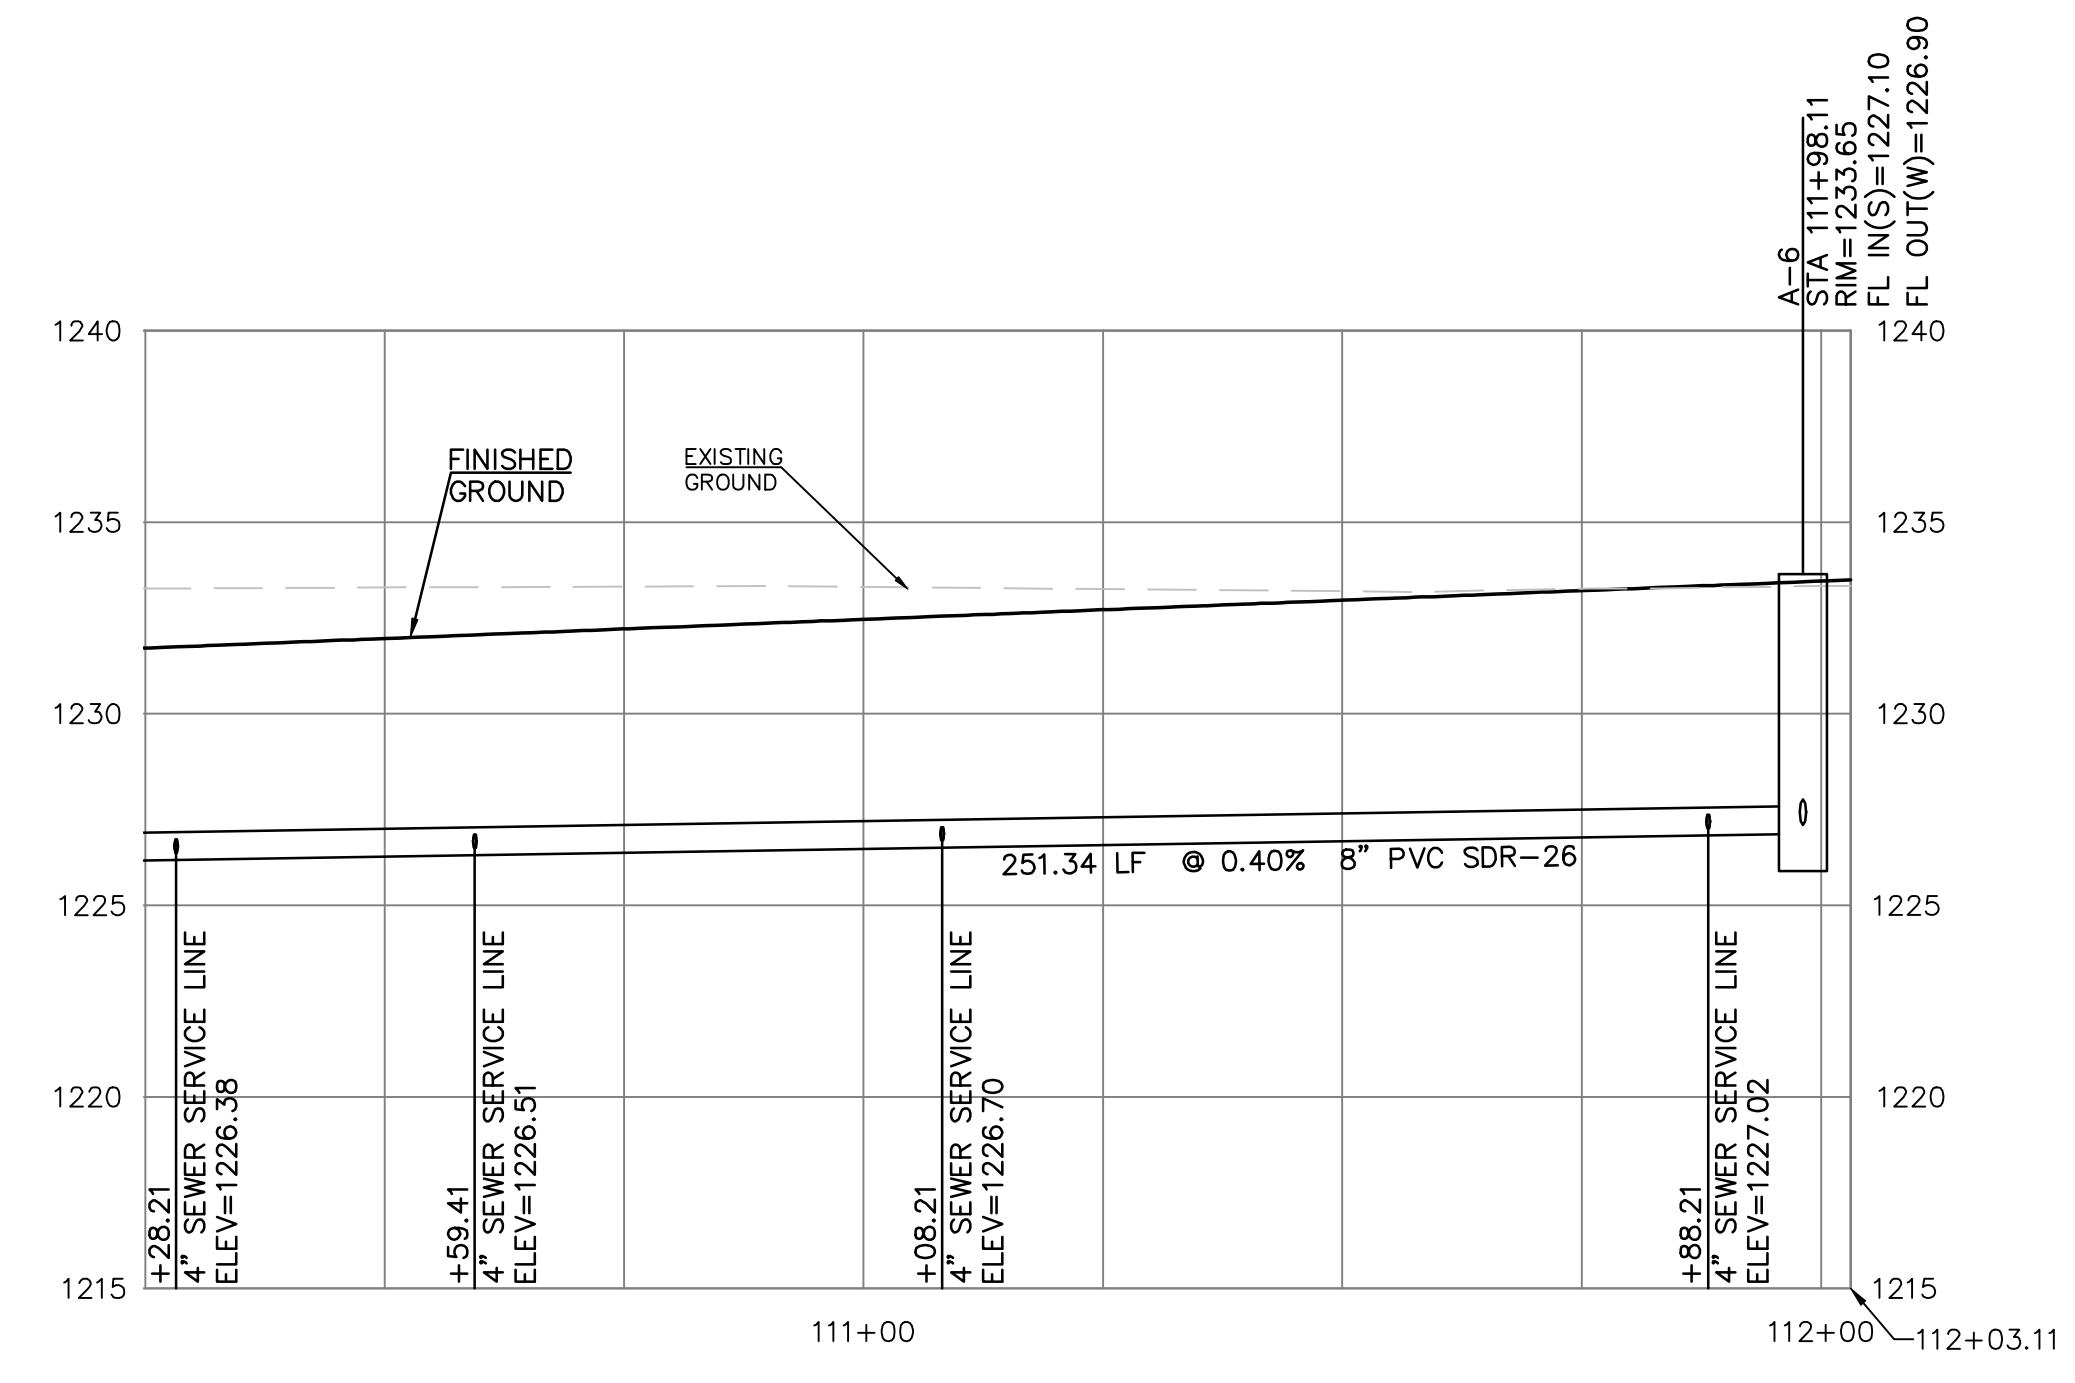 A-6
STA 111+98.11
RIM=1233.65
FL IN(S)=1227.10
FL OUT(W)=1226.90
1240
1240
FINISHED
GROUND
EXISTING
GROUND
1235
1235
1230
1230
251.34 LF @ 0.40% 8" PVC SDR-26
1225
1225
1220
1220
+28.21
4" SEWER SERVICE LINE
ELEV=1226.38
+59.41
4" SEWER SERVICE LINE
ELEV=1226.51
+08.21
4" SEWER SERVICE LINE
ELEV=1226.70
+88.21
4" SEWER SERVICE LINE
ELEV=1227.02
1215
1215
111+00
112+00
112+03.11